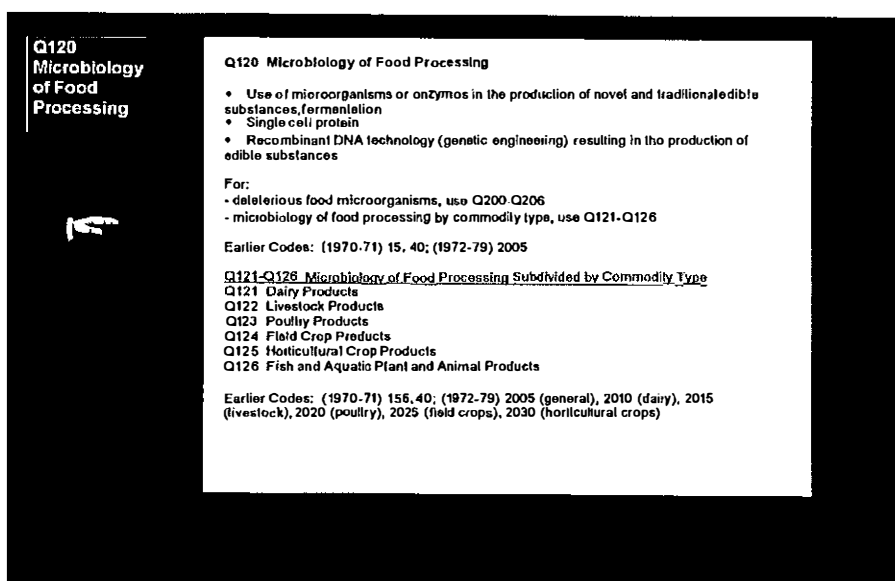 Q120
Microbiology
of Food
Processing
Q120 Microbiology of Food Processing
• Use of microorganisms or enzymes in the production of novel and traditional edible
substances, fermentation
• Single cell protein
• Recombinant DNA technology (genetic engineering) resulting in the production of
edible substances
For:
- deleterious food microorganisms, use Q200-Q206
- microbiology of food processing by commodity type, use Q121-Q126
Earlier Codes: (1970-71) 15, 40; (1972-79) 2005
Q121-Q126 Microbiology of Food Processing Subdivided by Commodity Type
Q121 Dairy Products
Q122 Livestock Products
Q123 Poultry Products
Q124 Field Crop Products
Q125 Horticultural Crop Products
Q126 Fish and Aquatic Plant and Animal Products
Earlier Codes: (1970-71) 156,40; (1972-79) 2005 (general), 2010 (dairy), 2015
(livestock), 2020 (poultry), 2025 (field crops), 2030 (horticultural crops)